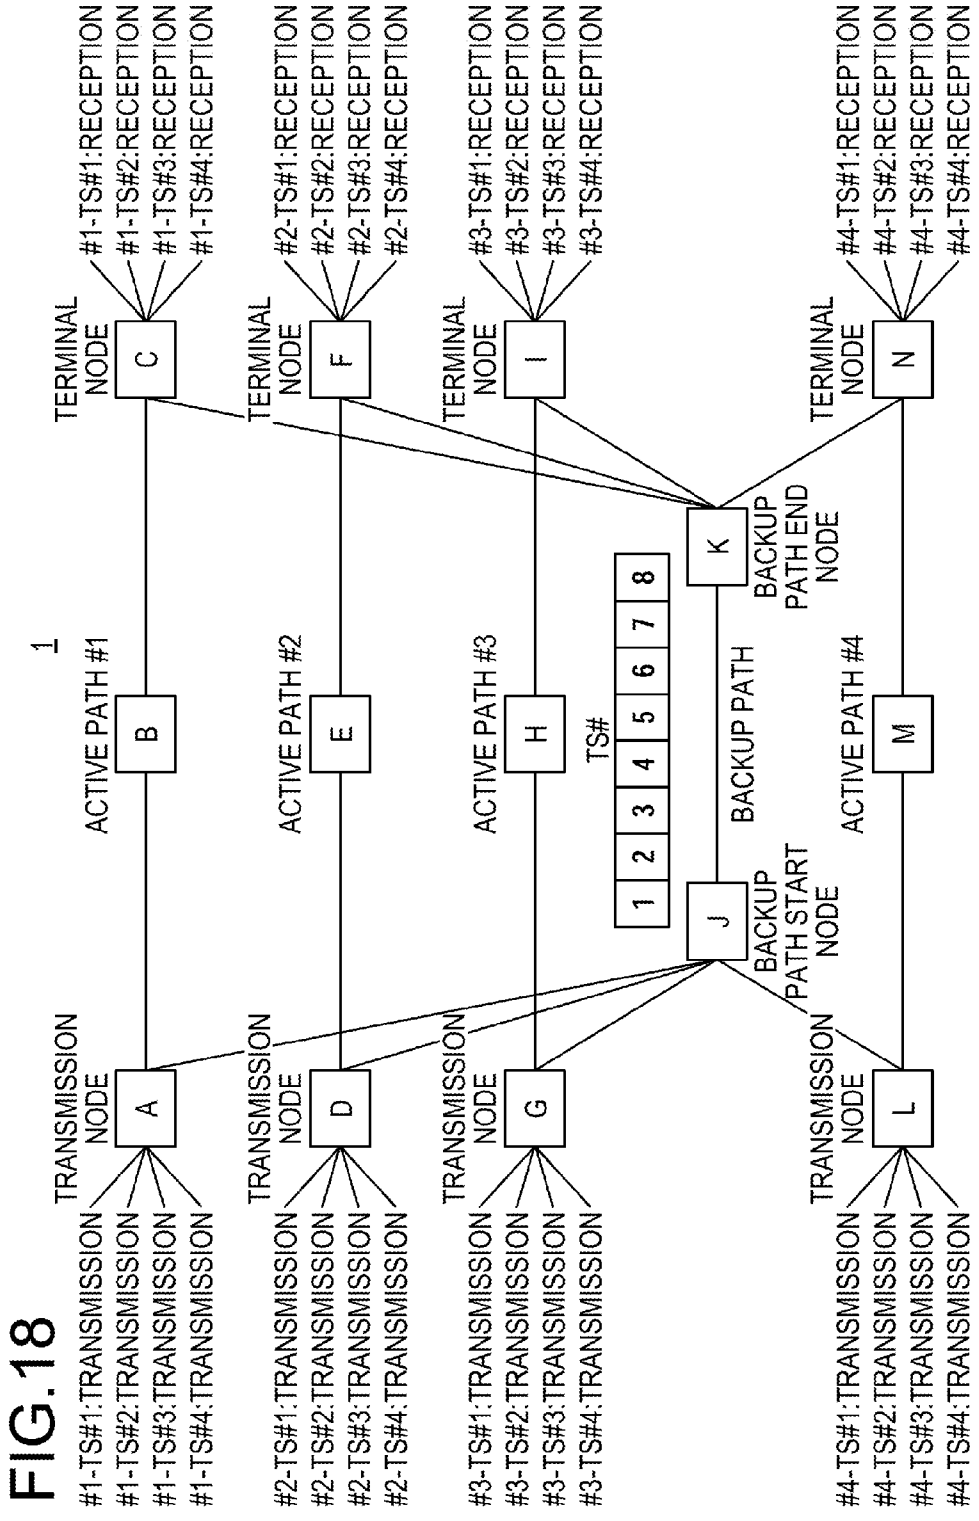 FIG.18
1
ACTIVE PATH #1
TRANSMISSION
NODE
TERMINAL
NODE
#1-TS#1:TRANSMISSION
#1-TS#2:TRANSMISSION
#1-TS#3:TRANSMISSION
#1-TS#4:TRANSMISSION
A
B
C
#1-TS#1:RECEPTION
#1-TS#2:RECEPTION
#1-TS#3:RECEPTION
#1-TS#4:RECEPTION
ACTIVE PATH #2
TRANSMISSION
NODE
TERMINAL
NODE
#2-TS#1:TRANSMISSION
#2-TS#2:TRANSMISSION
#2-TS#3:TRANSMISSION
#2-TS#4:TRANSMISSION
D
E
F
#2-TS#1:RECEPTION
#2-TS#2:RECEPTION
#2-TS#3:RECEPTION
#2-TS#4:RECEPTION
ACTIVE PATH #3
TRANSMISSION
NODE
TERMINAL
NODE
#3-TS#1:TRANSMISSION
#3-TS#2:TRANSMISSION
#3-TS#3:TRANSMISSION
#3-TS#4:TRANSMISSION
G
H
I
#3-TS#1:RECEPTION
#3-TS#2:RECEPTION
#3-TS#3:RECEPTION
#3-TS#4:RECEPTION
TS#
1 2 3 4 5 6 7 8
J
K
BACKUP PATH
BACKUP
PATH START
NODE
BACKUP
PATH END
NODE
ACTIVE PATH #4
TRANSMISSION
NODE
TERMINAL
NODE
#4-TS#1:TRANSMISSION
#4-TS#2:TRANSMISSION
#4-TS#3:TRANSMISSION
#4-TS#4:TRANSMISSION
L
M
N
#4-TS#1:RECEPTION
#4-TS#2:RECEPTION
#4-TS#3:RECEPTION
#4-TS#4:RECEPTION